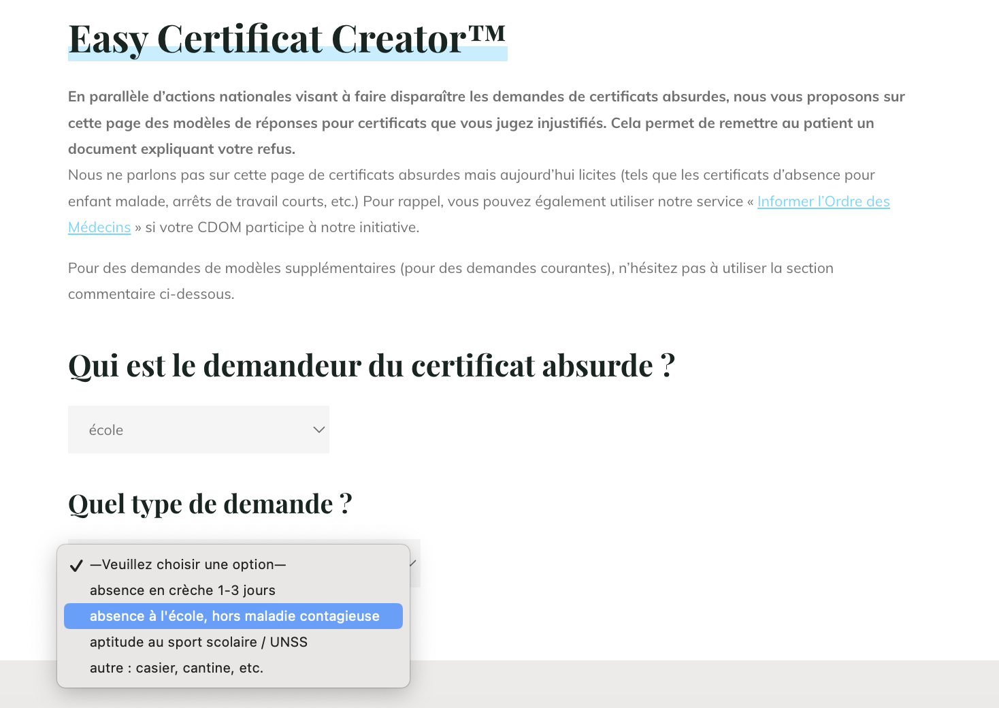 Easy Certificat Creator™
En parallèle d’actions nationales visant à faire disparaître les demandes de certificats absurdes, nous vous proposons sur
cette page des modèles de réponses pour certificats que vous jugez injustifiés. Cela permet de remettre au patient un
document expliquant votre refus.
Nous ne parlons pas sur cette page de certificats absurdes mais aujourd’hui licites (tels que les certificats d’absence pour
enfant malade, arrêts de travail courts, etc.) Pour rappel, vous pouvez également utiliser notre service « Informer l’Ordre des
Médecins » si votre CDOM participe à notre initiative.
Pour des demandes de modèles supplémentaires (pour des demandes courantes), n’hésitez pas à utiliser la section
commentaire ci-dessous.
Qui est le demandeur du certificat absurde ?
école
Quel type de demande ?
—Veuillez choisir une option—
absence en crèche 1-3 jours
absence à l'école, hors maladie contagieuse
aptitude au sport scolaire / UNSS
autre : casier, cantine, etc.